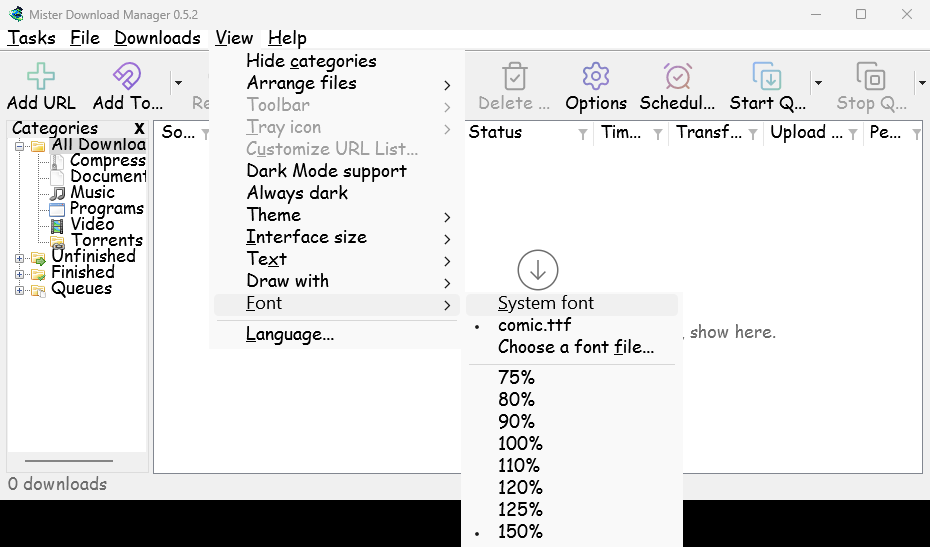 Mister Download Manager 0.5.2
Tasks File Downloads View Help
Add URL Add To... Re Delete ... Options Schedul... Start Q... Stop Q...
Hide categories
Arrange files
Toolbar
Tray icon
Customize URL List...
Dark Mode support
Always dark
Theme
Interface size
Text
Draw with
Font
Language...
System font
comic.ttf
Choose a font file...
75%
80%
90%
100%
110%
120%
125%
150%
Categories X
All Downloa
Compress
Document
Music
Programs
Video
Torrents
Unfinished
Finished
Queues
So... Status Tim... Transf... Upload ... Pe...
, show here.
0 downloads